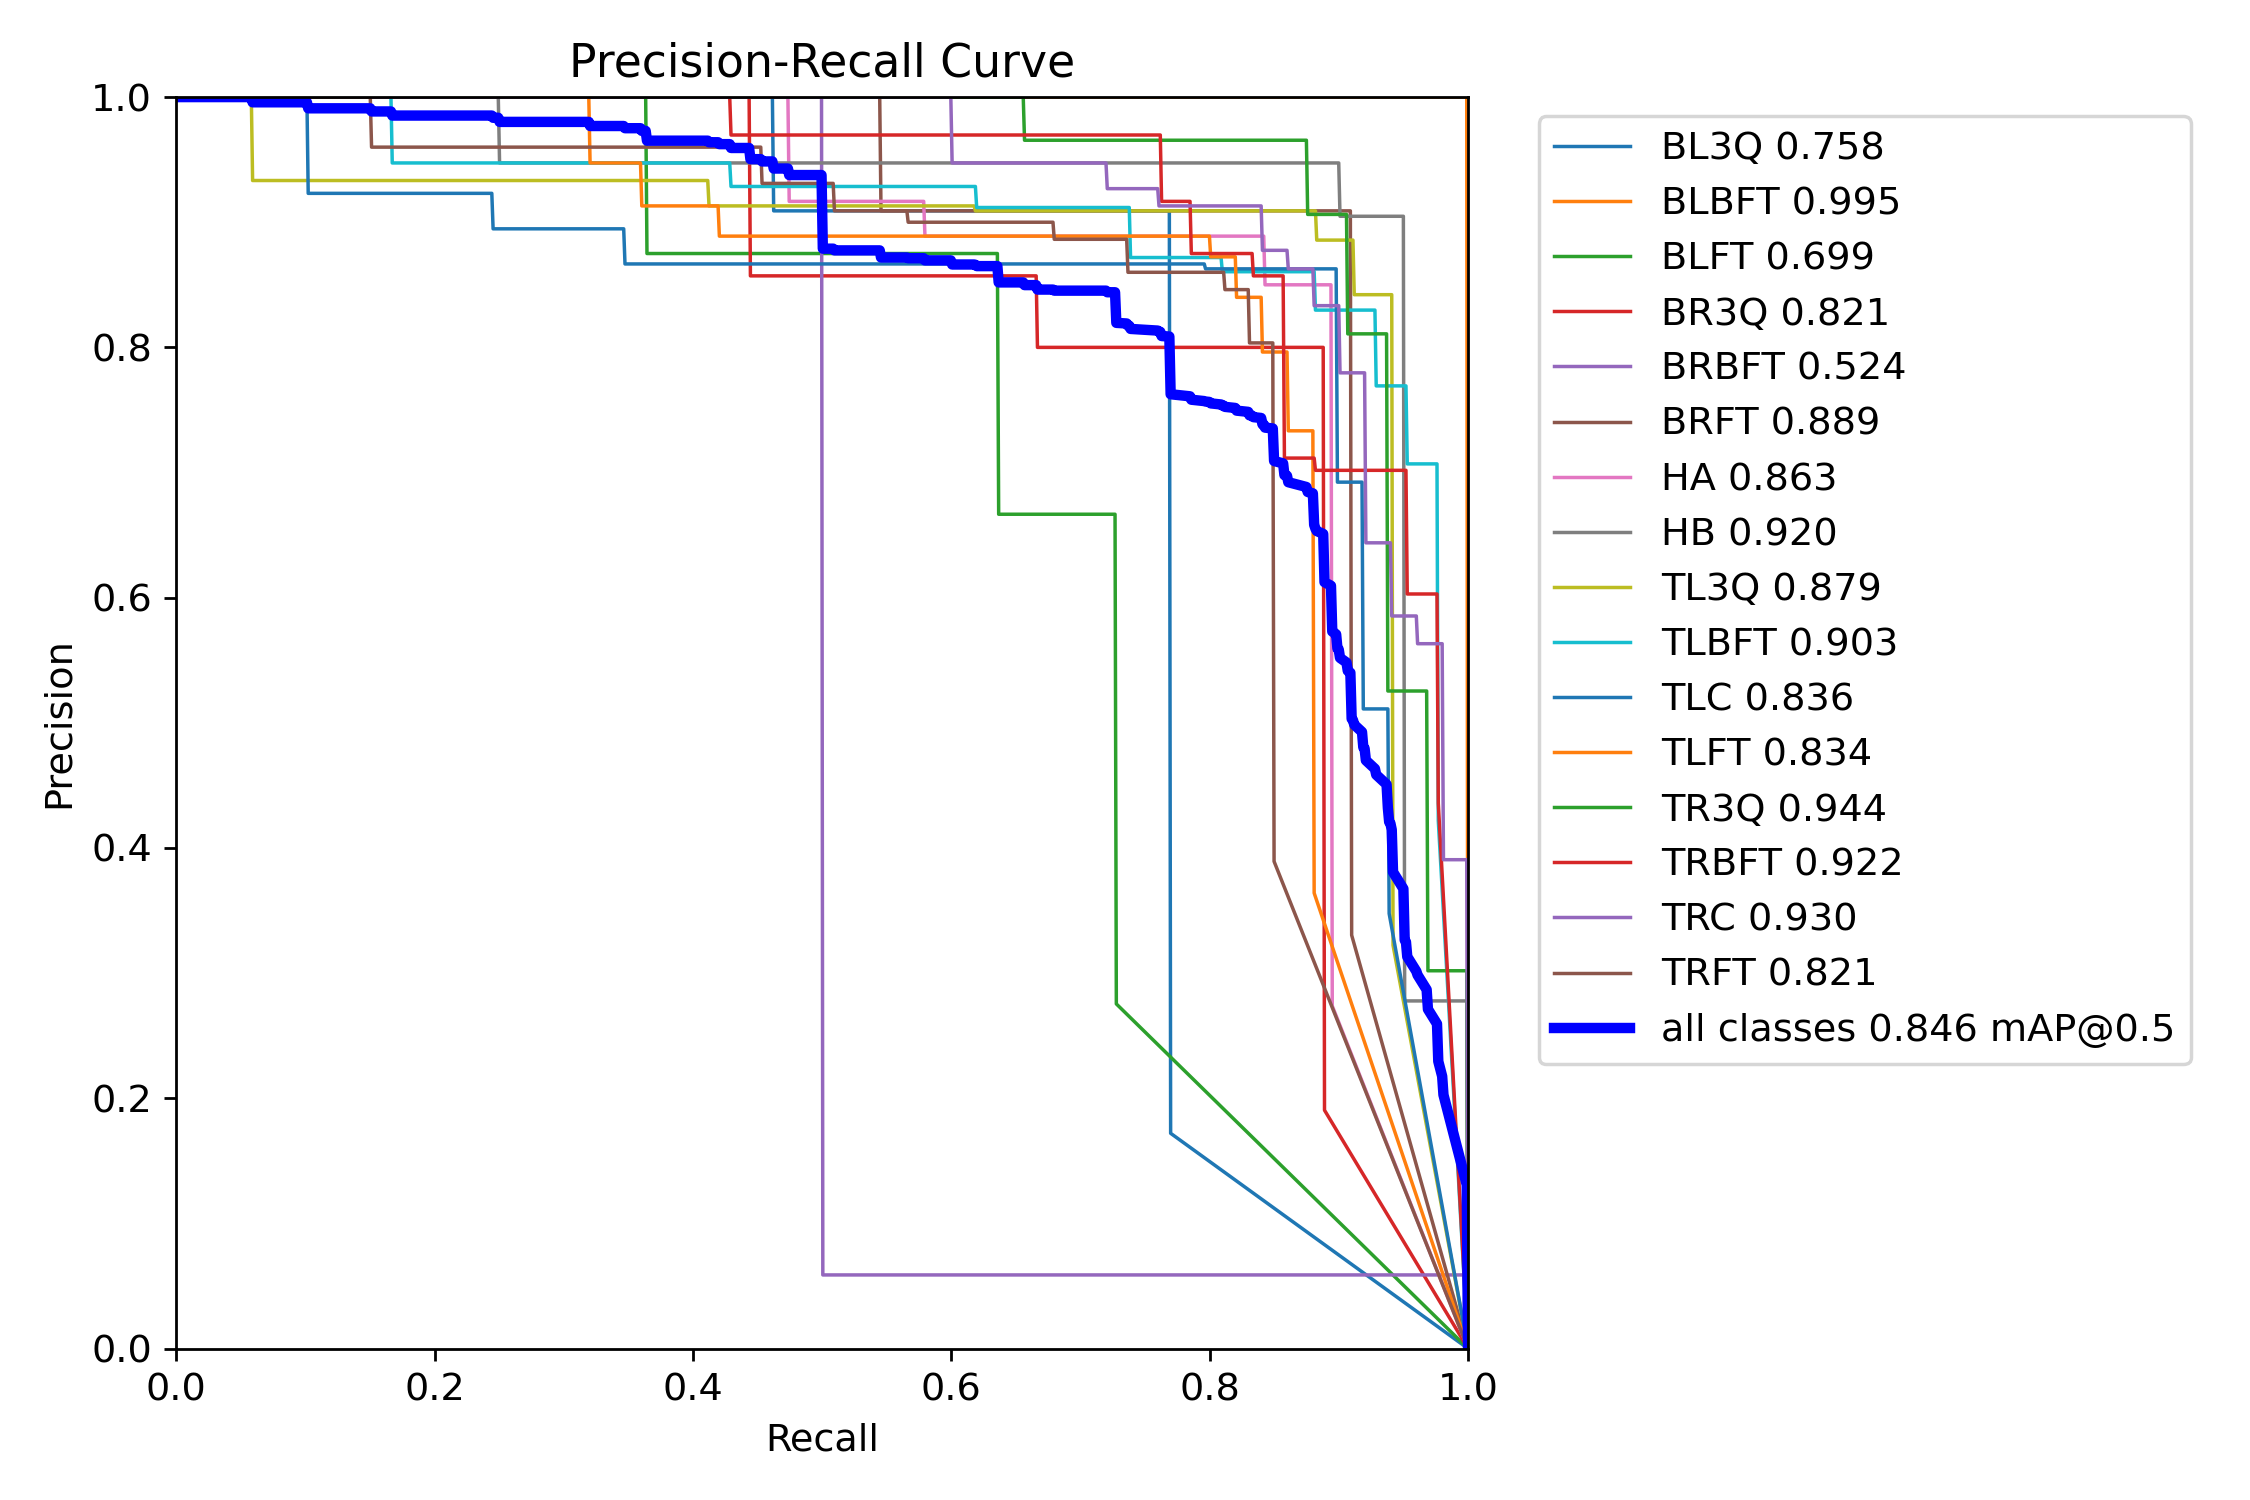 Precision-Recall Curve
1.0
0.8
0.6
0.4
0.2
0.0
Precision
0.0 0.2 0.4 0.6 0.8 1.0
Recall
BL3Q 0.758
BLBFT 0.995
BLFT 0.699
BR3Q 0.821
BRBFT 0.524
BRFT 0.889
HA 0.863
HB 0.920
TL3Q 0.879
TLBFT 0.903
TLC 0.836
TLFT 0.834
TR3Q 0.944
TRBFT 0.922
TRC 0.930
TRFT 0.821
all classes 0.846 mAP@0.5